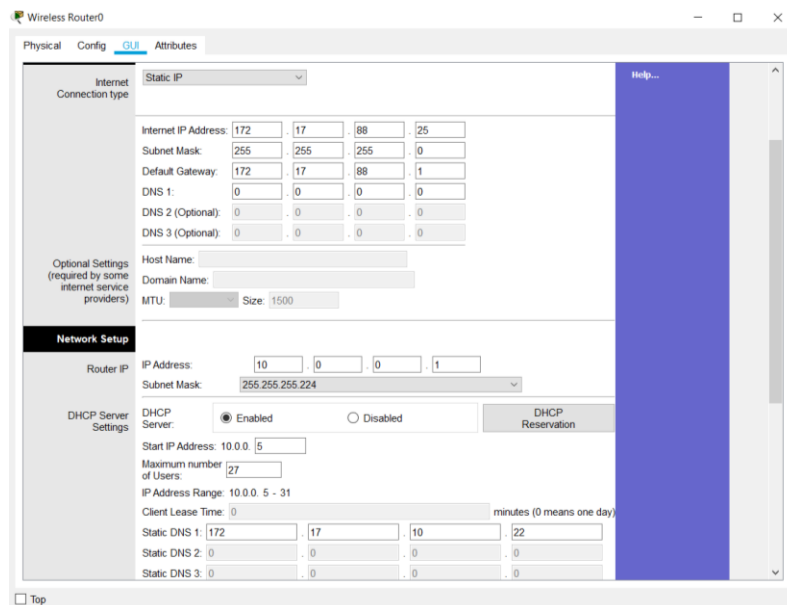 Wireless Router0
Physical Config GUI Attributes
Internet Connection type
Static IP
Help...
Internet IP Address: 172 . 17 . 88 . 25
Subnet Mask: 255 . 255 . 255 . 0
Default Gateway: 172 . 17 . 88 . 1
DNS 1: 0 . 0 . 0 . 0
DNS 2 (Optional): 0 . 0 . 0 . 0
DNS 3 (Optional): 0 . 0 . 0 . 0
Optional Settings
(required by some
internet service
providers)
Host Name:
Domain Name:
MTU: Size: 1500
Network Setup
Router IP
IP Address: 10 . 0 . 0 . 1
Subnet Mask: 255.255.255.224
DHCP Server
Settings
DHCP
Server: Enabled Disabled
DHCP
Reservation
Start IP Address: 10.0.0. 5
Maximum number
of Users: 27
IP Address Range: 10.0.0. 5 - 31
Client Lease Time: 0 minutes (0 means one day)
Static DNS 1: 172 . 17 . 10 . 22
Static DNS 2: 0 . 0 . 0 . 0
Static DNS 3: 0 . 0 . 0 . 0
Top